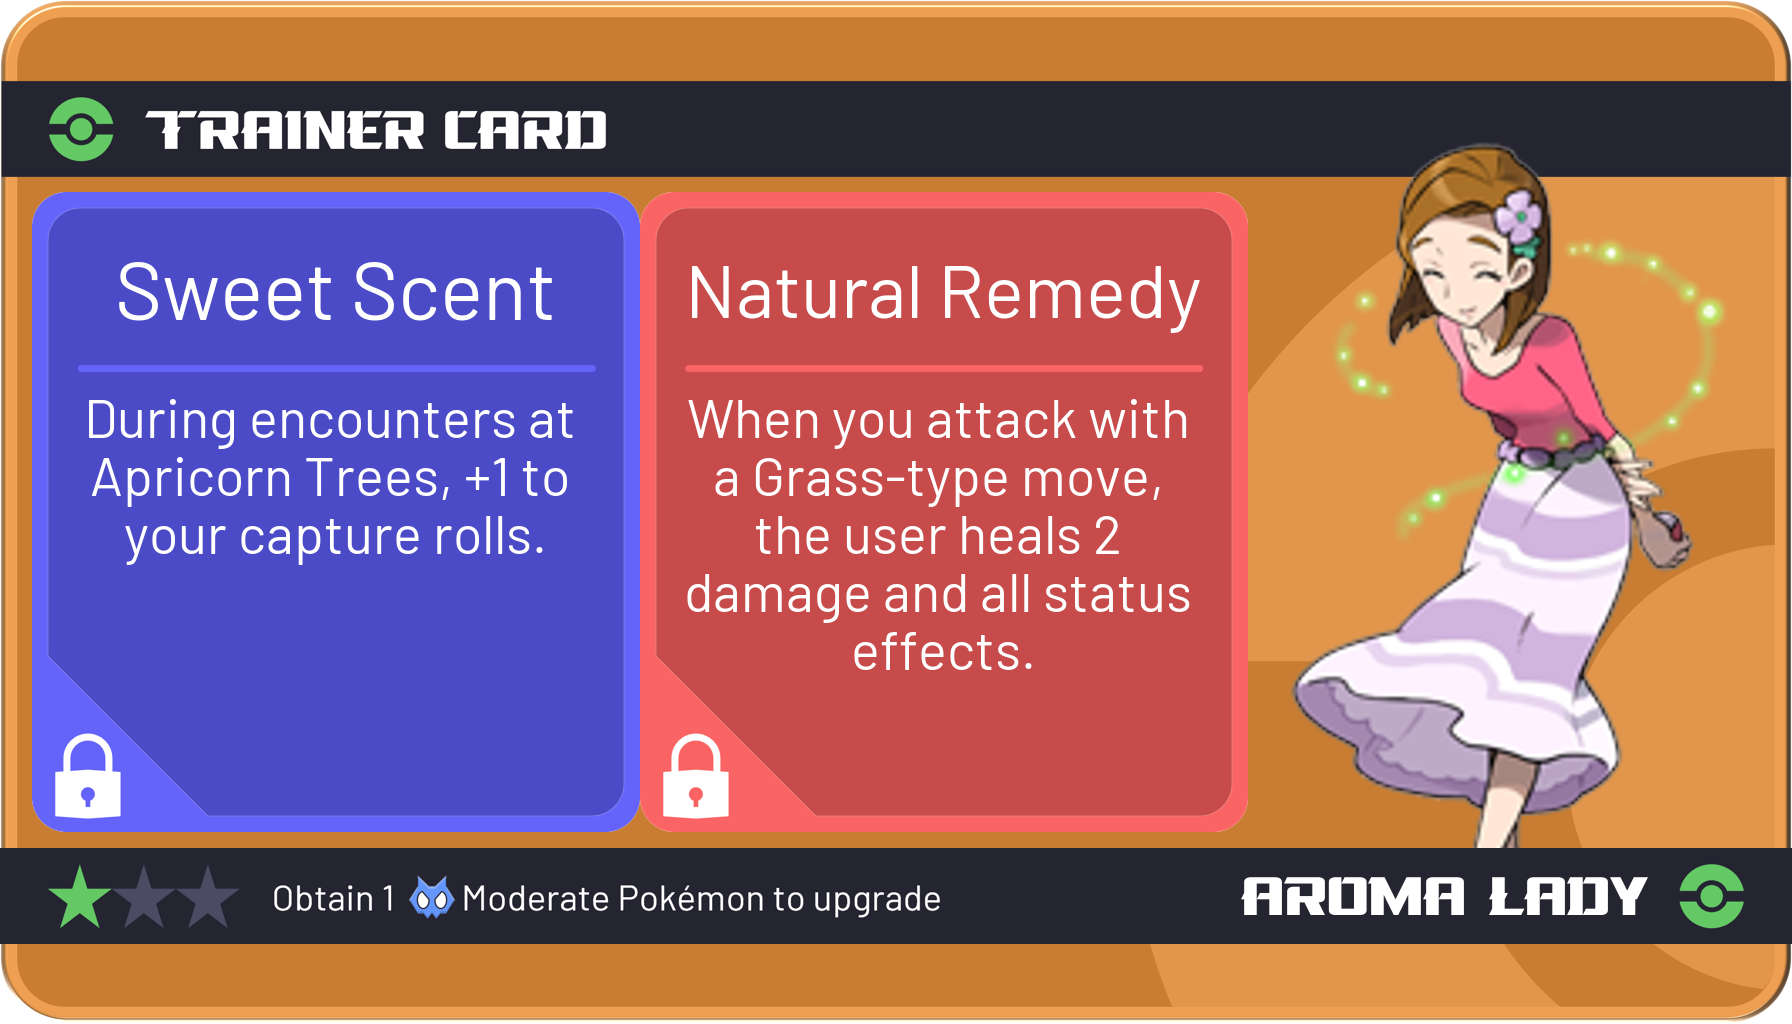 TRAINER CARD
Sweet Scent
During encounters at
Apricorn Trees, +1 to
your capture rolls.
Natural Remedy
When you attack with
a Grass-type move,
the user heals 2
damage and all status
effects.
Obtain 1 Moderate Pokémon to upgrade
AROMA LADY